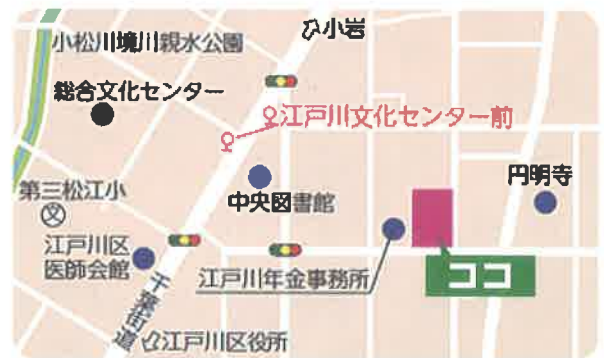 小岩
小松川境川親水公園
総合文化センター
江戸川文化センター前
円明寺
第三松江小
文
中央図書館
江戸川区
医師会館
江戸川年金事務所
ココ
千葉街道
江戸川区役所